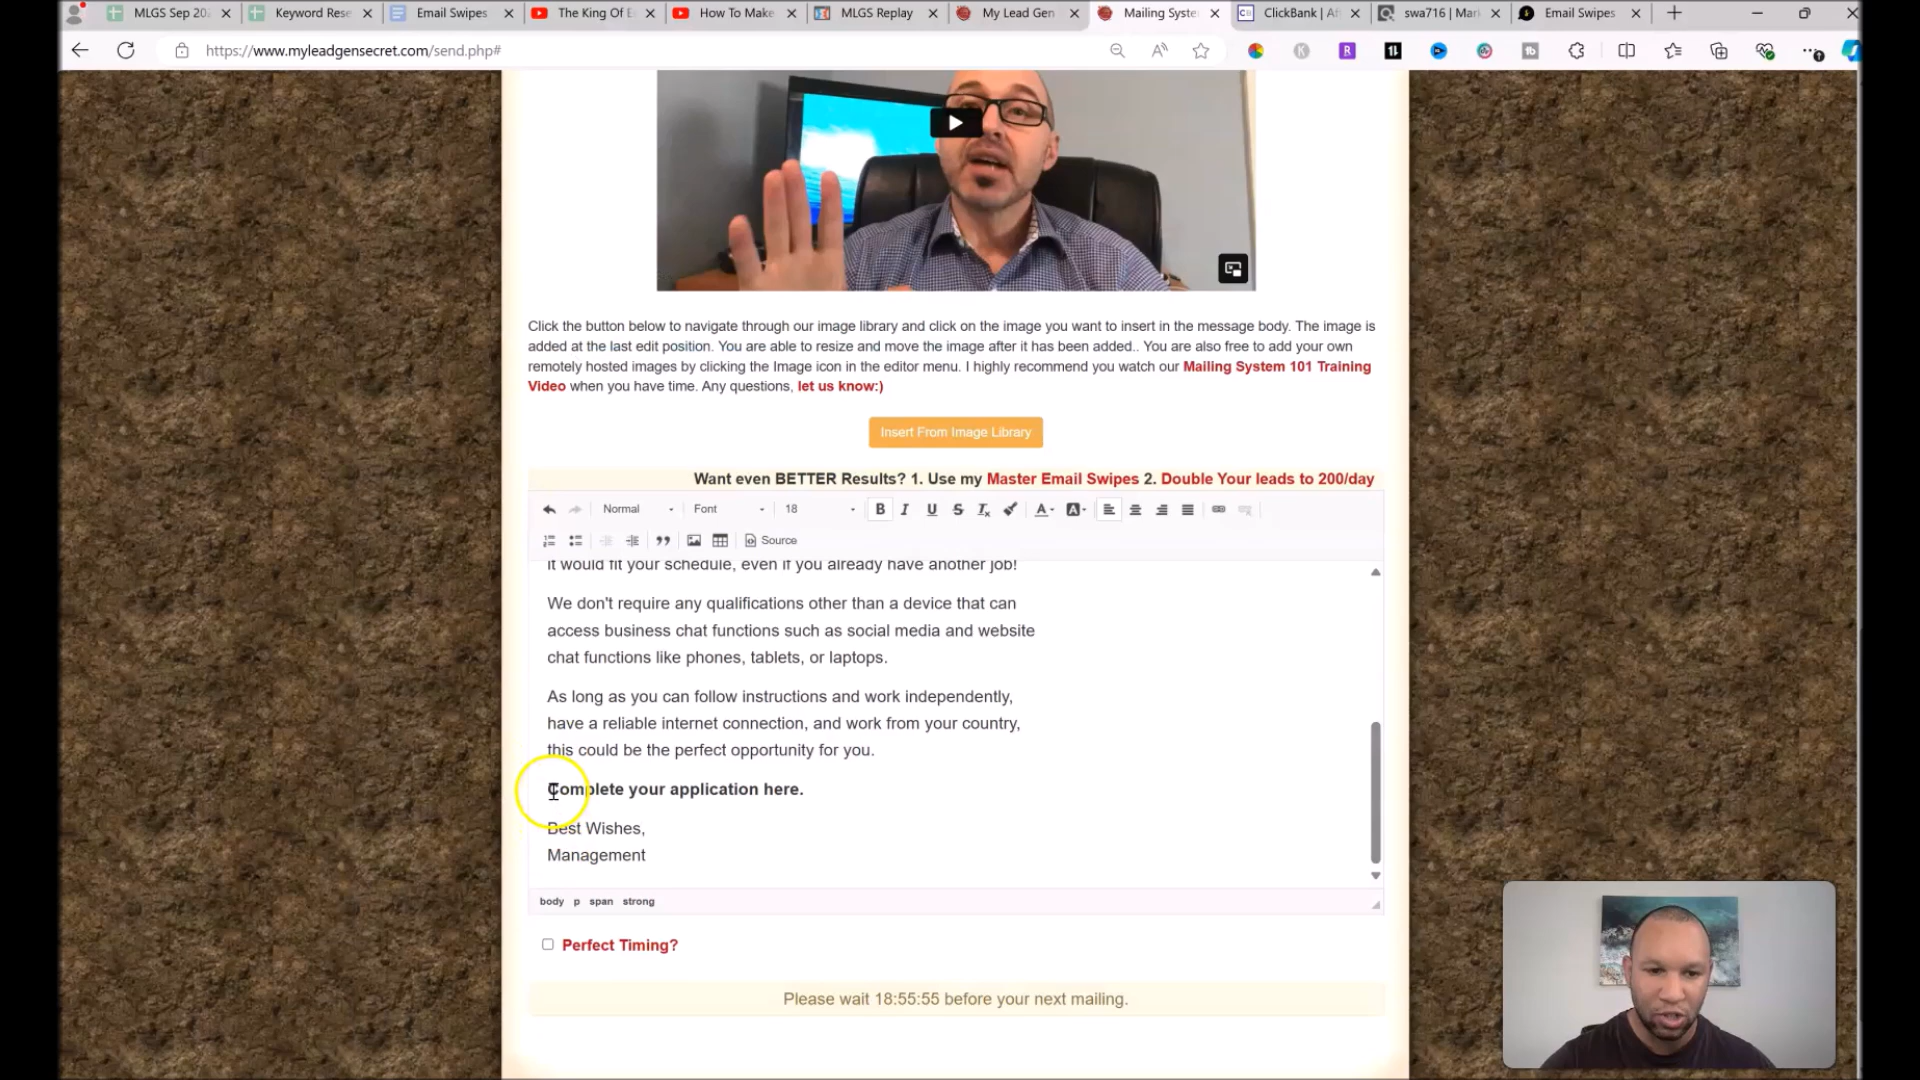 MLGS Sep 20
Keyword Rese
Email Swipes
The King Of E
How To Make
MLGS Replay
My Lead Gen
Mailing Syste
ClickBank | Af
swa716 | Mar
Email Swipes
https://www.myleadgensecret.com/send.php#
Click the button below to navigate through our image library and click on the image you want to insert in the message body. The image is
added at the last edit position. You are able to resize and move the image after it has been added.. You are also free to add your own
remotely hosted images by clicking the Image icon in the editor menu. I highly recommend you watch our Mailing System 101 Training
Video when you have time. Any questions, let us know:)
Insert From Image Library
Want even BETTER Results? 1. Use my Master Email Swipes 2. Double Your leads to 200/day
Normal Font 18
Source
it would fit your schedule, even if you already have another job!
We don't require any qualifications other than a device that can
access business chat functions such as social media and website
chat functions like phones, tablets, or laptops.
As long as you can follow instructions and work independently,
have a reliable internet connection, and work from your country,
this could be the perfect opportunity for you.
Complete your application here.
Best Wishes,
Management
body p span strong
Perfect Timing?
Please wait 18:55:55 before your next mailing.